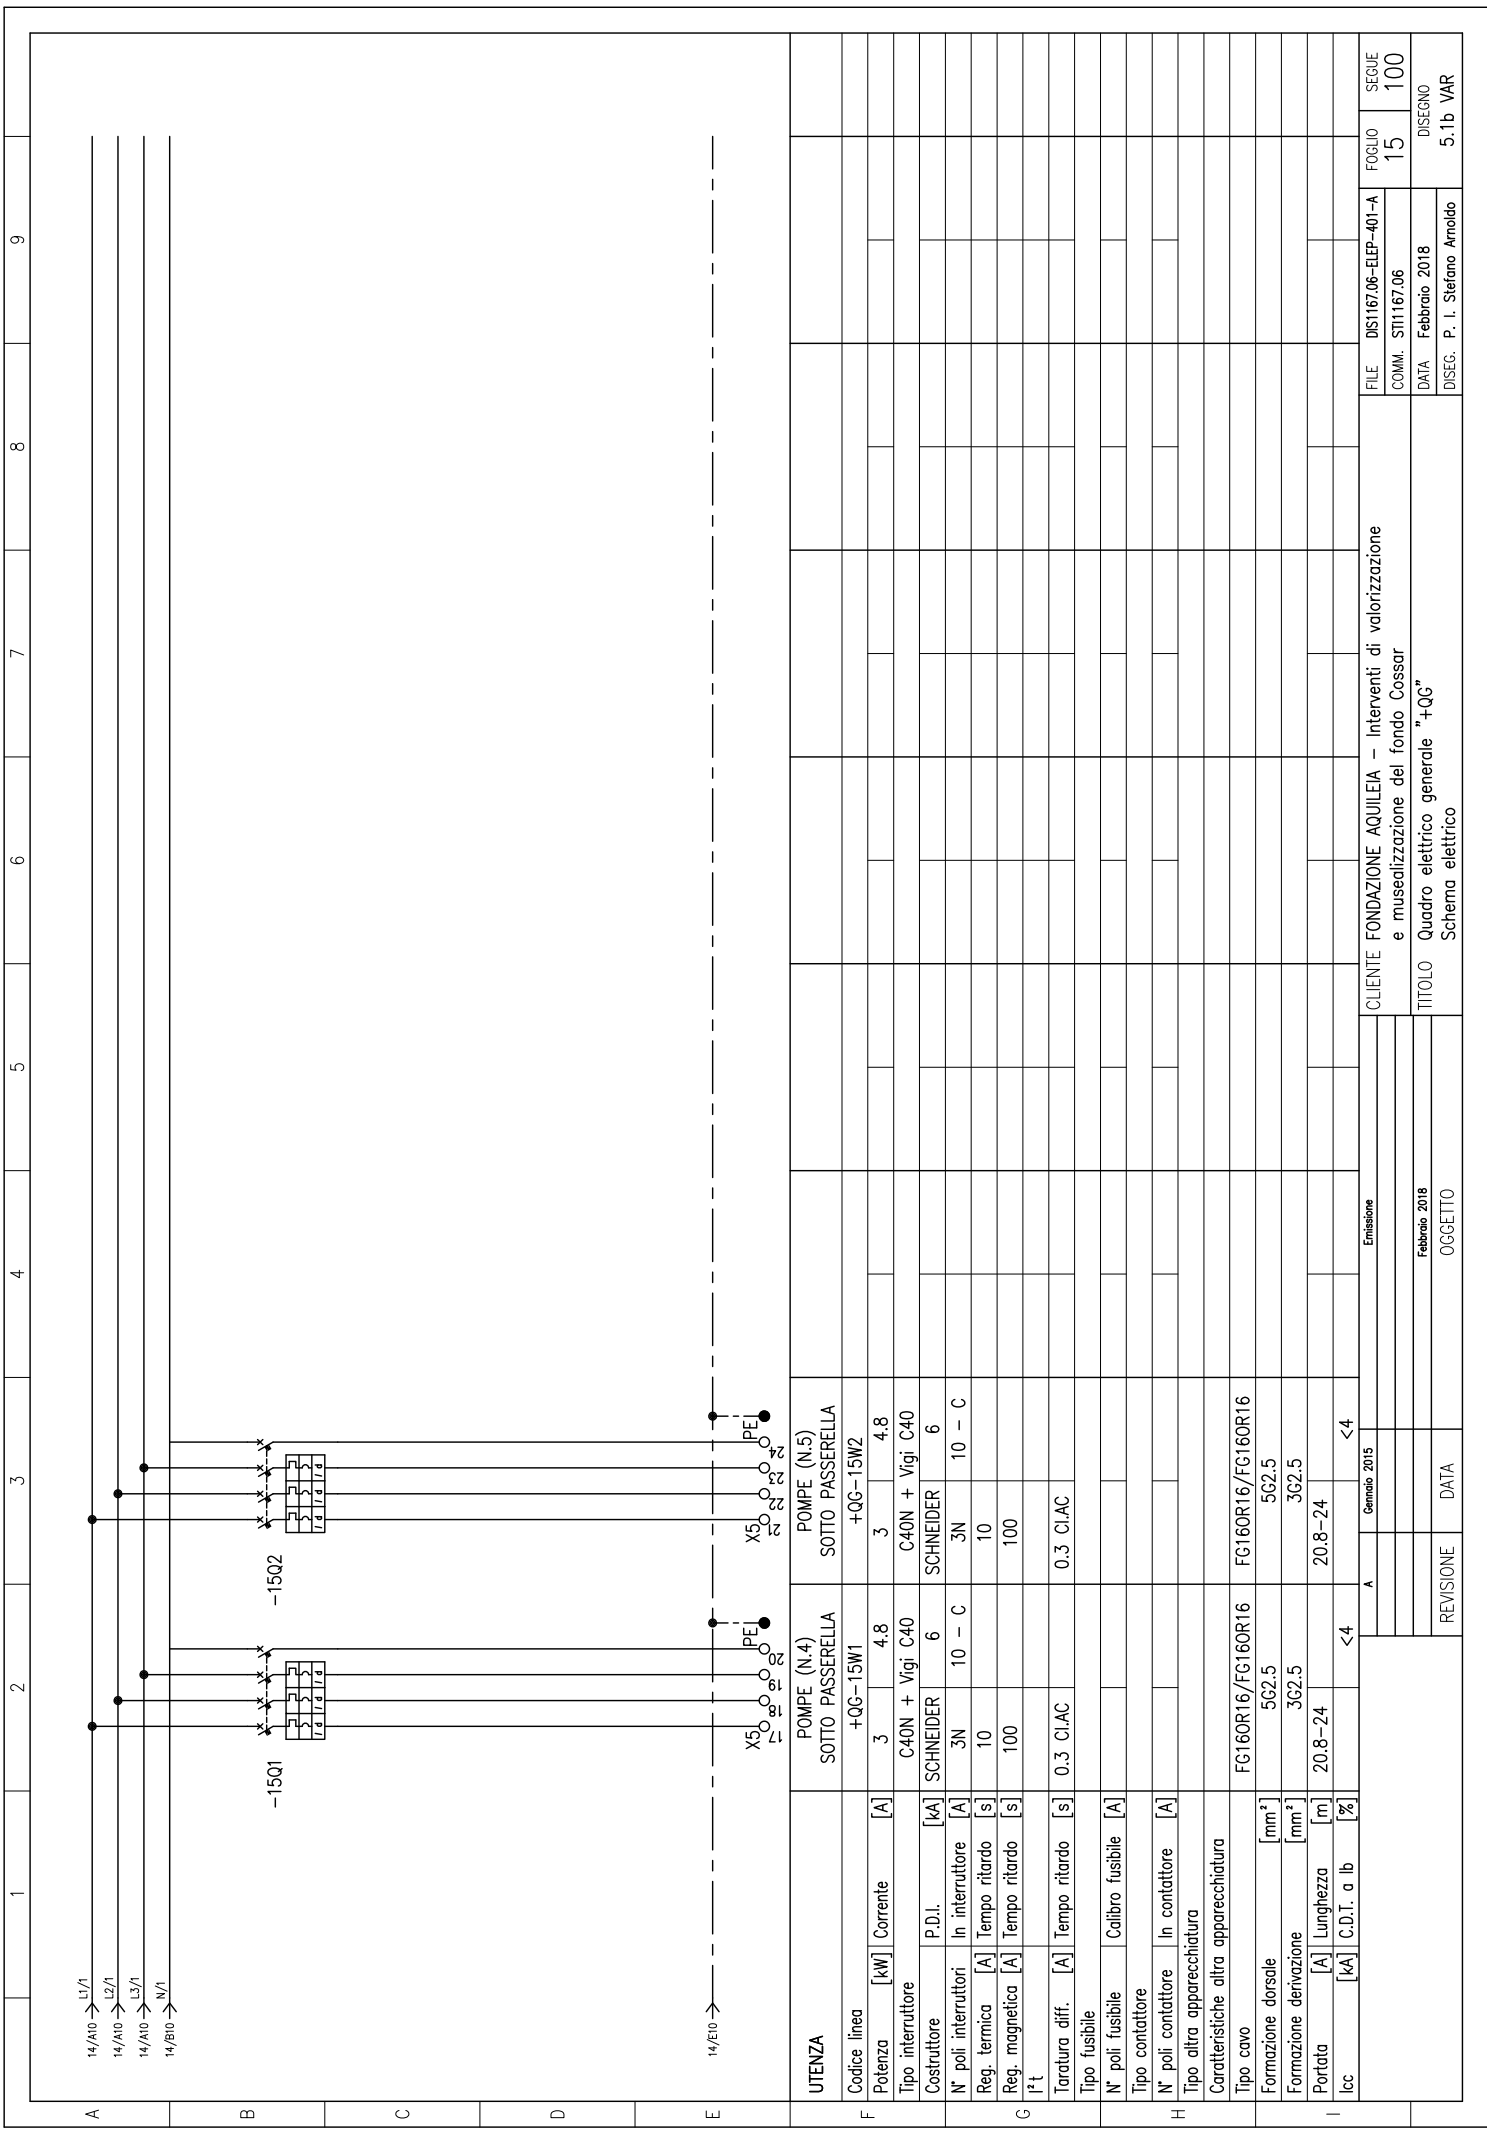 1 2 3 4 5 6 7 8 9
A
B
C
D
E
F
G
H
I
14/A10 L1/1
14/A10 L2/1
14/A10 L3/1
14/B10 N/1
-15Q1
-15Q2
I d I d I d
I d I d I d
14/E10
X5 17 18 19 20 PE
X5 21 22 23 24 PE
UTENZA
POMPE (N.4)
SOTTO PASSERELLA
POMPE (N.5)
SOTTO PASSERELLA
Codice linea +QG-15W1 +QG-15W2
Potenza [kW] Corrente [A] 3 4.8 3 4.8
Tipo interruttore C40N + Vigi C40 C40N + Vigi C40
Costruttore P.D.I. [kA] SCHNEIDER 6 SCHNEIDER 6
N° poli interruttori In interruttore [A] 3N 10 - C 3N 10 - C
Reg. termica [A] Tempo ritardo [s] 10 10
Reg. magnetica [A] Tempo ritardo [s] 100 100
I²t
Taratura diff. [A] Tempo ritardo [s] 0.3 Cl.AC 0.3 Cl.AC
Tipo fusibile
N° poli fusibile Calibro fusibile [A]
Tipo contattore
N° poli contattore In contattore [A]
Tipo altra apparecchiatura
Caratteristiche altra apparecchiatura
Tipo cavo FG16OR16/FG16OR16 FG16OR16/FG16OR16
Formazione dorsale [mm²] 5G2.5 5G2.5
Formazione derivazione [mm²] 3G2.5 3G2.5
Portata [A] Lunghezza [m] 20.8-24 20.8-24
Icc [kA] C.D.T. a Ib [%] <4 <4
A Gennaio 2015 Emissione
Febbraio 2018
REVISIONE DATA OGGETTO
CLIENTE FONDAZIONE AQUILEIA - Interventi di valorizzazione
e musealizzazione del fondo Cossar
TITOLO Quadro elettrico generale "+QG"
Schema elettrico
FILE DIS1167.06-ELEP-401-A
COMM. STI1167.06
DATA Febbraio 2018
DISEG. P. I. Stefano Arnoldo
FOGLIO 15
SEGUE 100
DISEGNO
5.1b VAR